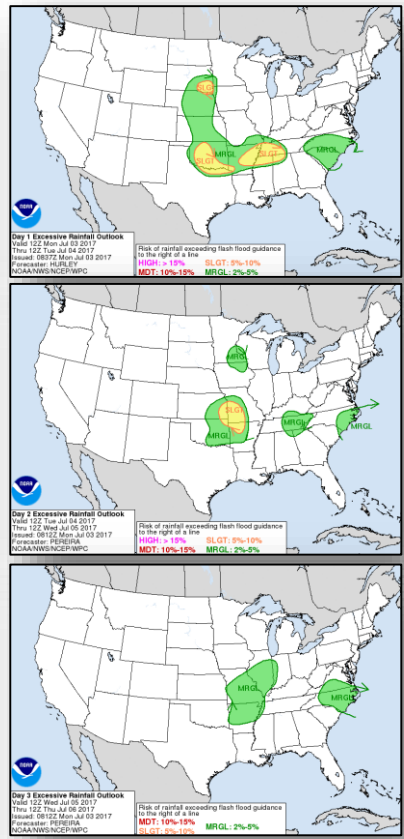 SLGT
MRGL
SLGT
SLGT
MRGL
noaa
Day 1 Excessive Rainfall Outlook
Valid 12Z Mon Jul 03 2017
Thru 12Z Tue Jul 04 2017
Issued: 0837Z Mon Jul 03 2017
Forecaster: HURLEY
NOAA/NWS/NCEP/WPC
Risk of rainfall exceeding flash flood guidance
to the right of a line
HIGH: > 15% SLGT: 5%-10%
MDT: 10%-15% MRGL: 2%-5%
MRGL
SLGT
MRGL
MRGL
MRGL
noaa
Day 2 Excessive Rainfall Outlook
Valid 12Z Tue Jul 04 2017
Thru 12Z Wed Jul 05 2017
Issued: 0812Z Mon Jul 03 2017
Forecaster: PEREIRA
NOAA/NWS/NCEP/WPC
Risk of rainfall exceeding flash flood guidance
to the right of a line
HIGH: > 15% SLGT: 5%-10%
MDT: 10%-15% MRGL: 2%-5%
MRGL
MRGL
noaa
Day 3 Excessive Rainfall Outlook
Valid 12Z Wed Jul 05 2017
Thru 12Z Thu Jul 06 2017
Issued: 0812Z Mon Jul 03 2017
Forecaster: PEREIRA
NOAA/NWS/NCEP/WPC
Risk of rainfall exceeding flash flood guidance
to the right of a line
MDT: 10%-15% MRGL: 2%-5%
SLGT: 5%-10%